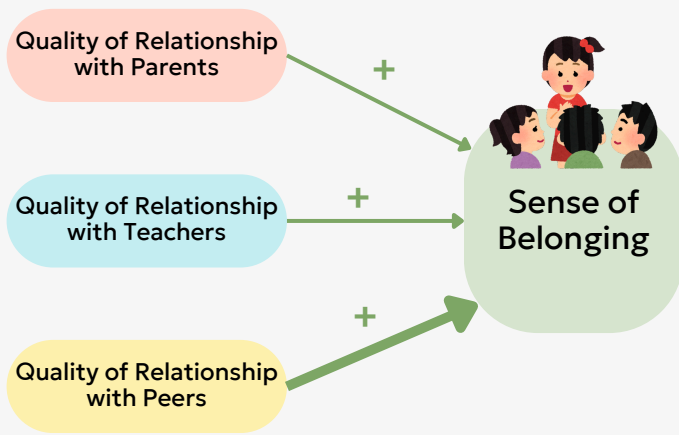 Quality of Relationship
with Parents
+
Quality of Relationship
with Teachers
+
Quality of Relationship
with Peers
+
Sense of
Belonging